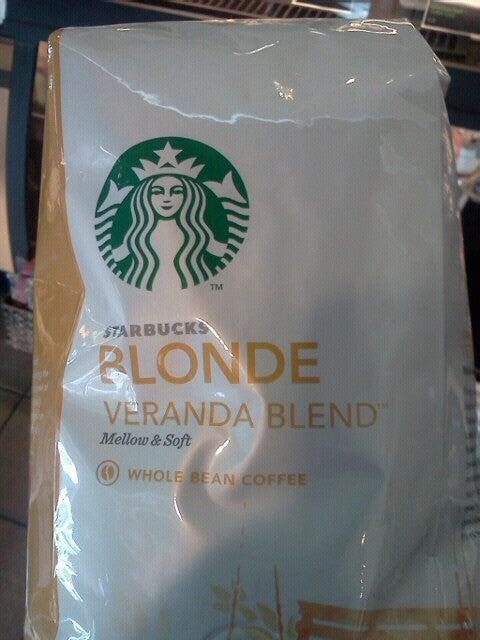 TM
STARBUCKS
BLONDE
VERANDA BLEND™
Mellow & Soft
WHOLE BEAN COFFEE